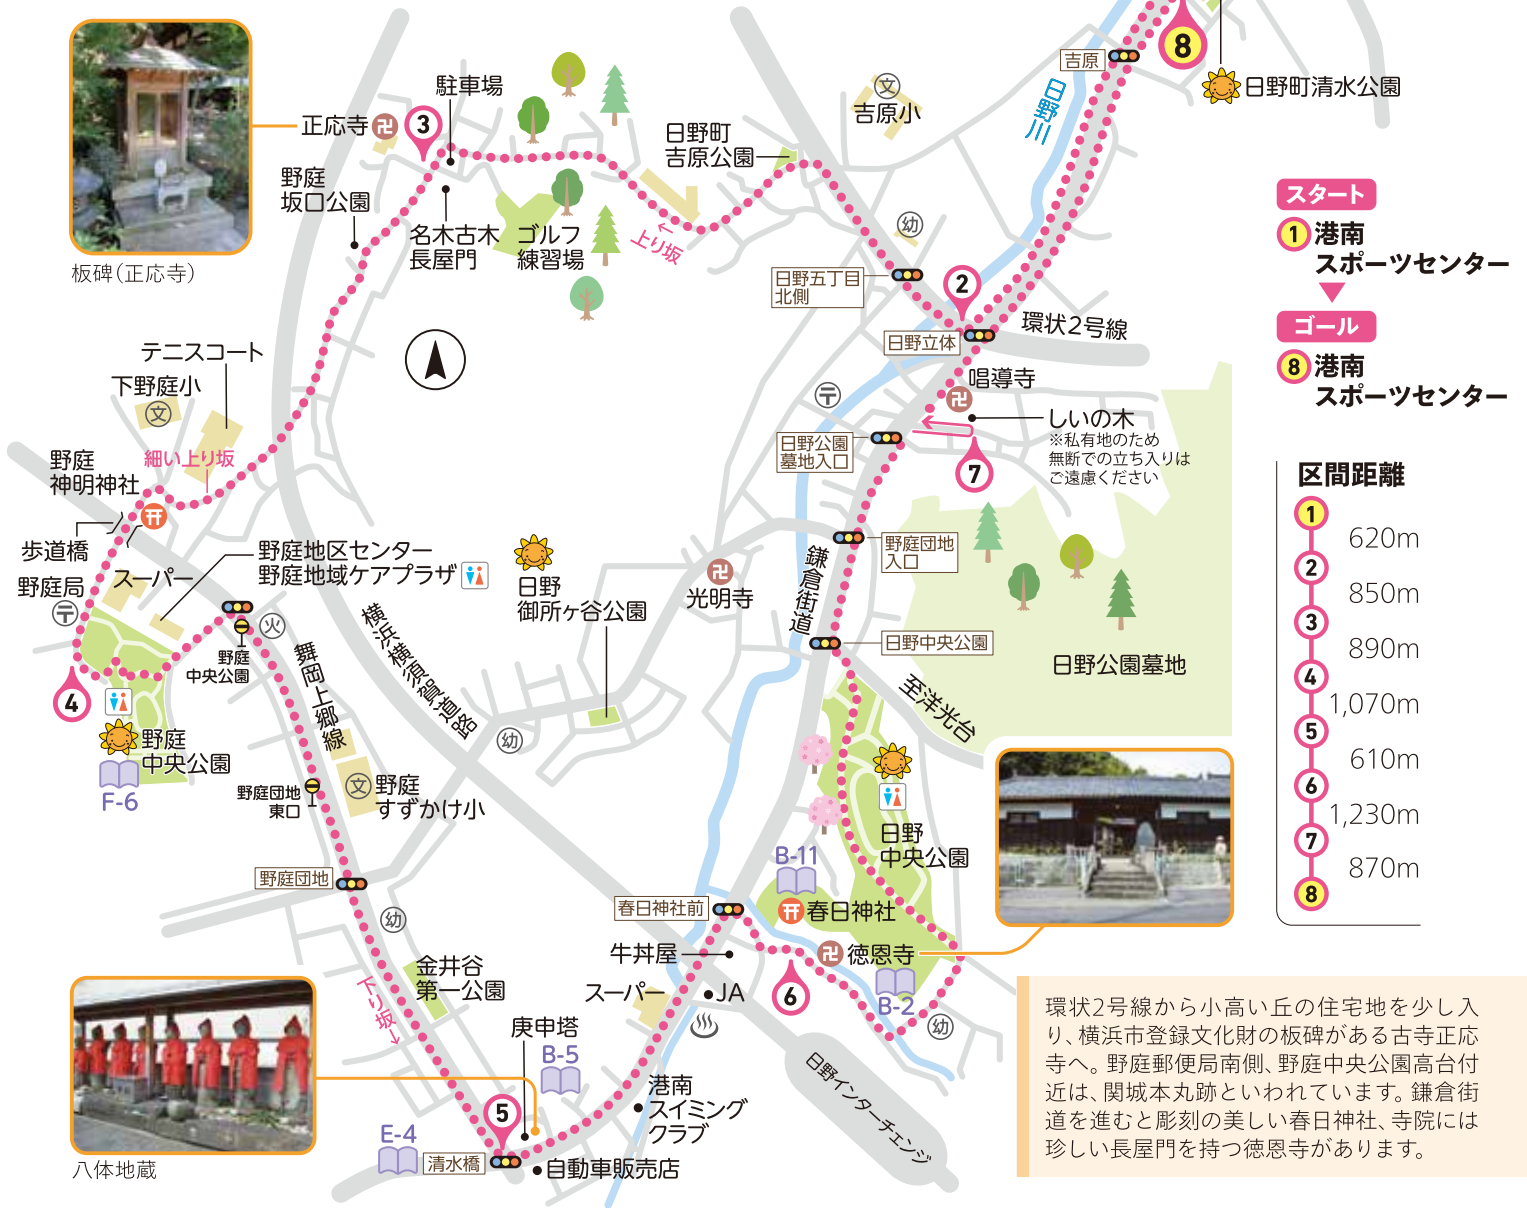 8
吉原
日野川
日野町清水公園
文
吉原小
駐車場
正応寺
3
日野町
吉原公園
野庭
坂口公園
名木古木
長屋門
ゴルフ
練習場
←
上り坂
幼
板碑（正応寺）
日野五丁目
北側
2
環状2号線
日野立体
スタート
1
港南
スポーツセンター
ゴール
8
港南
スポーツセンター
テニスコート
下野庭小
文
唱導寺
しいの木
※私有地のため
無断での立ち入りは
ご遠慮ください
日野公園
墓地入口
7
細い上り坂
野庭
神明神社
歩道橋
野庭局
スーパー
野庭地区センター
野庭地域ケアプラザ
日野
御所ヶ谷公園
光明寺
鎌倉街道
野庭団地
入口
日野中央公園
日野公園墓地
至洋光台
火
野庭
中央公園
舞岡上郷線
横浜横須賀道路
4
野庭
中央公園
F-6
幼
野庭団地
東口
文
野庭
すずかけ小
日野
中央公園
B-11
春日神社
野庭団地
幼
春日神社前
牛丼屋
徳恩寺
B-2
幼
6
JA
スーパー
金井谷
第一公園
下り坂→
庚申塔
B-5
5
港南
スイミング
クラブ
日野インターチェンジ
E-4
清水橋
自動車販売店
八体地蔵
区間距離
1
620m
2
850m
3
890m
4
1,070m
5
610m
6
1,230m
7
870m
8
環状2号線から小高い丘の住宅地を少し入
り、横浜市登録文化財の板碑がある古寺正応
寺へ。野庭郵便局南側、野庭中央公園高台付
近は、関城本丸跡といわれています。鎌倉街
道を進むと彫刻の美しい春日神社、寺院には
珍しい長屋門を持つ徳恩寺があります。